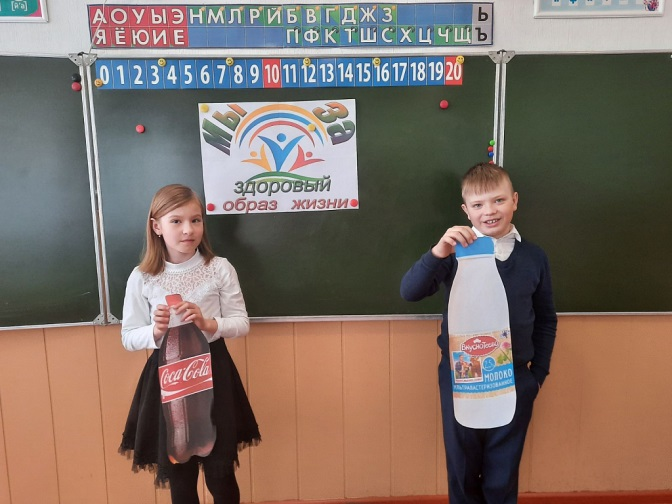 АОУЫЭНМЛРЙБВГДЖЗ Ь
ЯЁЮИЕ ПФКТШСХЦЧЩ Ъ
0 1 2 3 4 5 6 7 8 9 10 11 12 13 14 15 16 17 18 19 20
МЫ ЗА
ЗДОРОВЫЙ
ОБРАЗ ЖИЗНИ
Coca-Cola
Вкуснотеево
МОЛОКО
УЛЬТРАПАСТЕРИЗОВАННОЕ